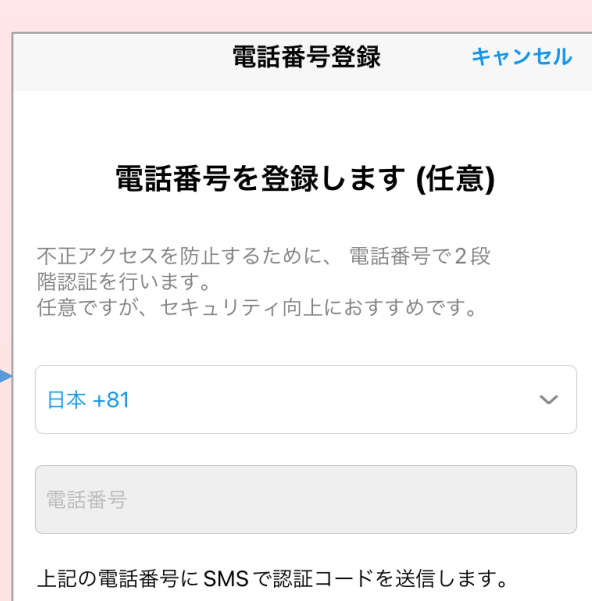 電話番号登録 キャンセル
電話番号を登録します (任意)
不正アクセスを防止するために、 電話番号で2段
階認証を行います。
任意ですが、セキュリティ向上におすすめです。
日本 +81
電話番号
上記の電話番号にSMSで認証コードを送信します。